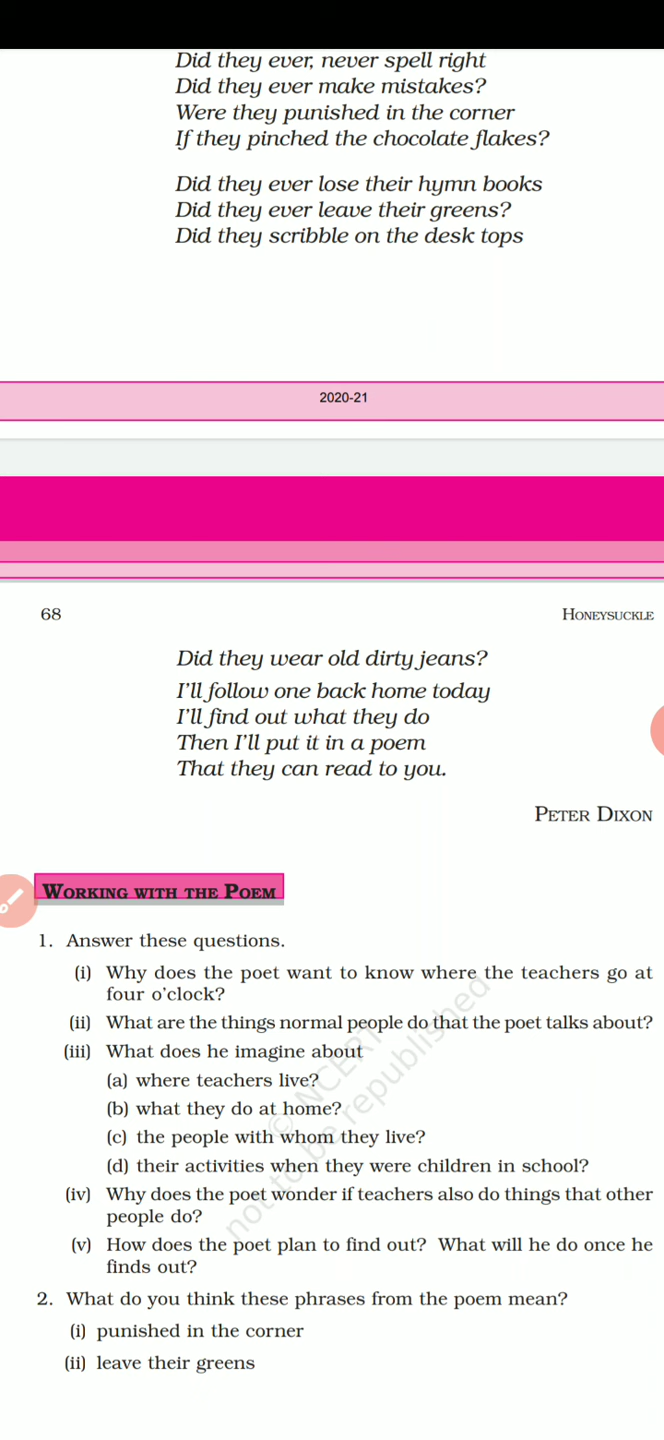 Did they ever, never spell right
Did they ever make mistakes?
Were they punished in the corner
If they pinched the chocolate flakes?
Did they ever lose their hymn books
Did they ever leave their greens?
Did they scribble on the desk tops
2020-21
68
HONEYSUCKLE
Did they wear old dirty jeans?
I'll follow one back home today
I'll find out what they do
Then I'll put it in a poem
That they can read to you.
PETER DIXON
WORKING WITH THE POEM
1. Answer these questions.
(i) Why does the poet want to know where the teachers go at
four o'clock?
(ii) What are the things normal people do that the poet talks about?
(iii) What does he imagine about
(a) where teachers live?
(b) what they do at home?
(c) the people with whom they live?
(d) their activities when they were children in school?
(iv) Why does the poet wonder if teachers also do things that other
people do?
(v) How does the poet plan to find out? What will he do once he
finds out?
2. What do you think these phrases from the poem mean?
(i) punished in the corner
(ii) leave their greens
© NCERT
not to be republished